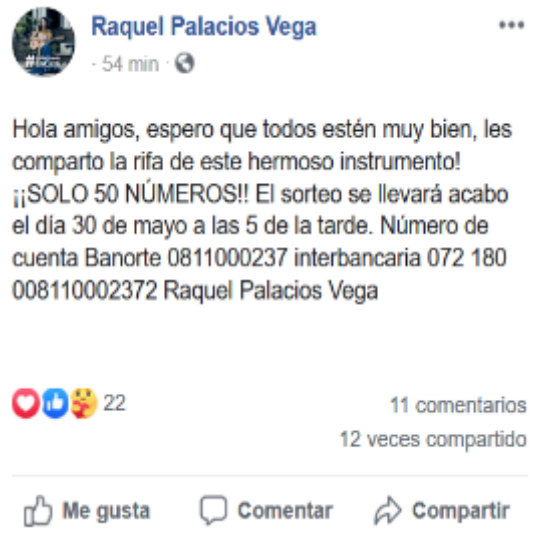 Raquel Palacios Vega
· 54 min ·
Hola amigos, espero que todos estén muy bien, les
comparto la rifa de este hermoso instrumento!
¡¡SOLO 50 NÚMEROS!! El sorteo se llevará acabo
el día 30 de mayo a las 5 de la tarde. Número de
cuenta Banorte 0811000237 interbancaria 072 180
008110002372 Raquel Palacios Vega
22
11 comentarios
12 veces compartido
Me gusta
Comentar
Compartir